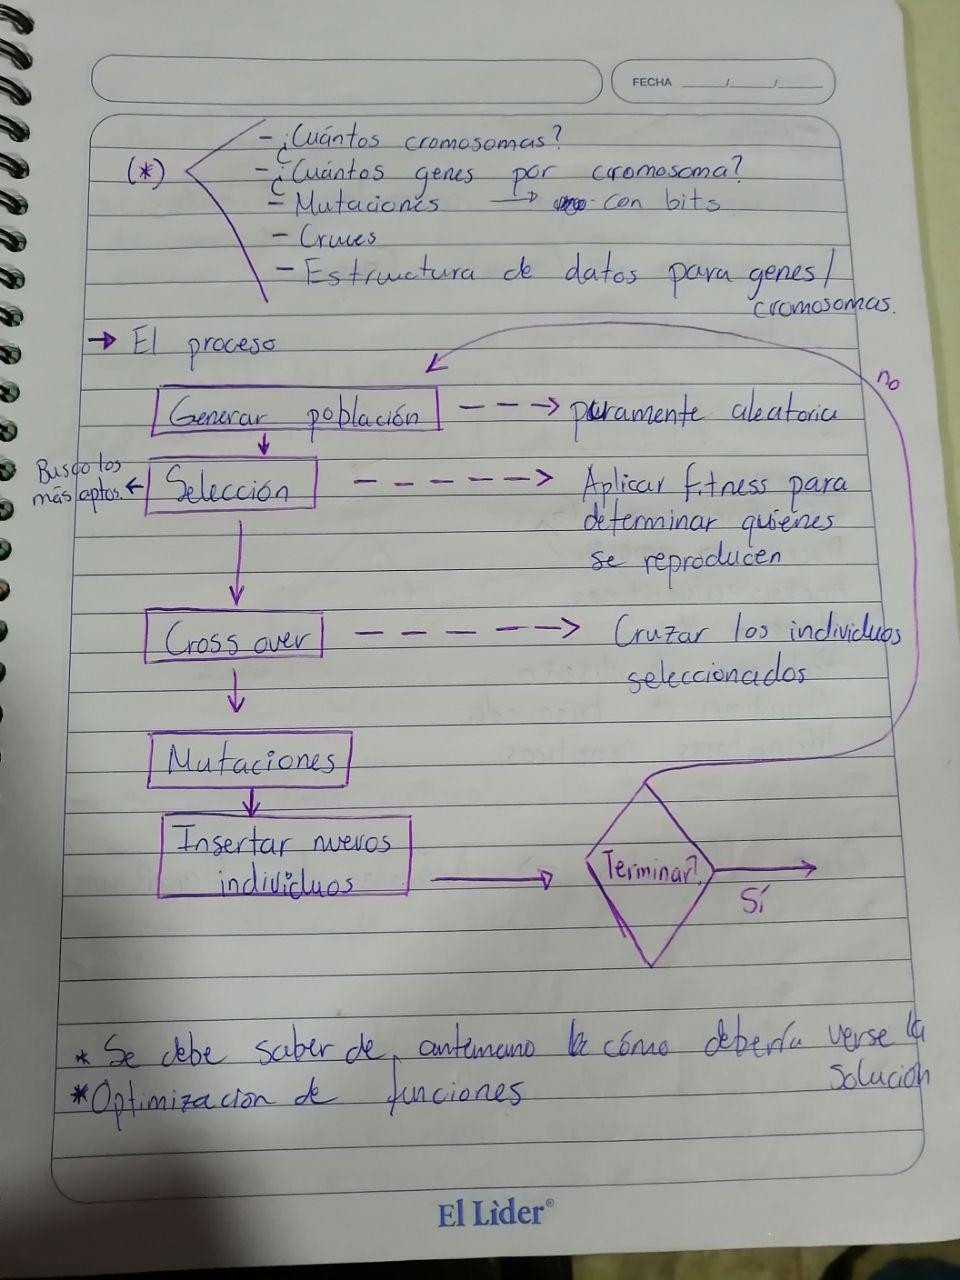 FECHA ___/___/___
- ¿Cuántos cromosomas?
(*)
- ¿Cuántos genes por cromosoma?
- Mutaciones → con bits
- Cruces
- Estructura de datos para genes/
cromosomas.
→ El proceso
no
Generar población ---> puramente aleatoria
Busco los
más aptos. ← Selección ----> Aplicar fitness para
determinar quienes
se reproducen
Cross over ----> Cruzar los individuos
seleccionados
Mutaciones
Insertar nuevos
individuos
Terminar?
Sí
* Se debe saber de antemano cómo debería verse la
solución
* Optimización de funciones
El Lider®